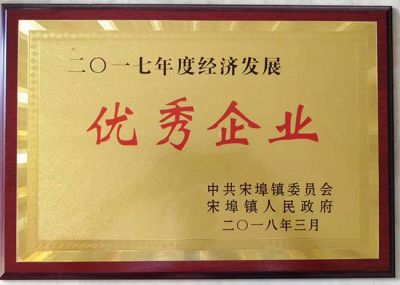 二〇一七年度经济发展
优秀企业
中共宋埠镇委员会
宋埠镇人民政府
二〇一八年三月